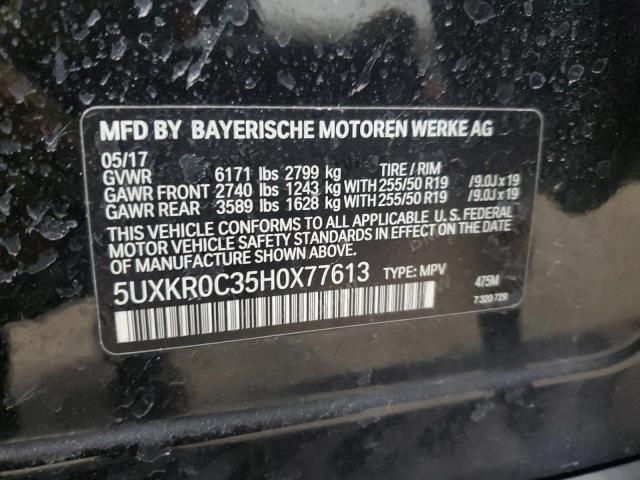 MFD BY BAYERISCHE MOTOREN WERKE AG
05/17
GVWR 6171 lbs 2799 kg TIRE / RIM
GAWR FRONT 2740 lbs 1243 kg WITH 255/50 R19 /9.0J x 19
GAWR REAR 3589 lbs 1628 kg WITH 255/50 R19 /9.0J x 19
THIS VEHICLE CONFORMS TO ALL APPLICABLE U. S. FEDERAL
MOTOR VEHICLE SAFETY STANDARDS IN EFFECT ON THE DATE
OF MANUFACTURE SHOWN ABOVE.
5UXKR0C35H0X77613 TYPE: MPV 475M
7 320 729